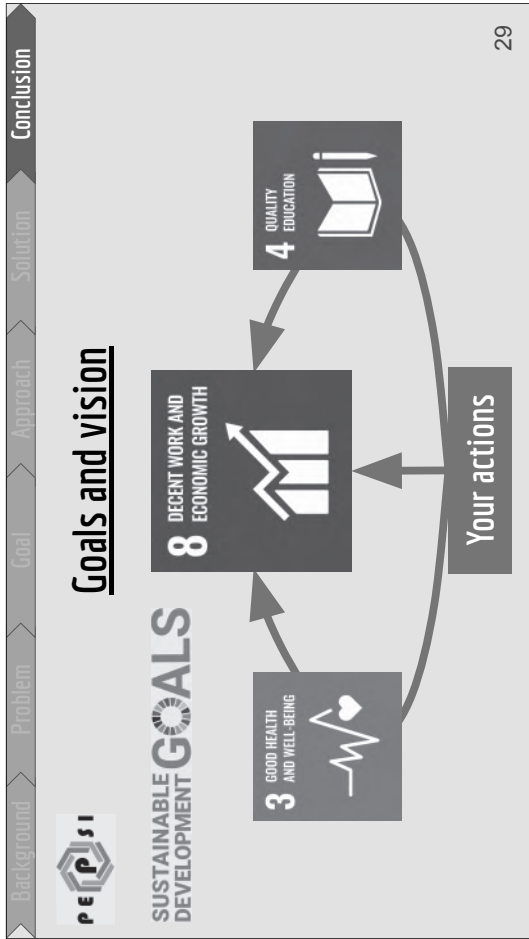 Background
Problem
Goal
Approach
Solution
Conclusion
PEPSI
Goals and vision
SUSTAINABLE
DEVELOPMENT
GOALS
3 GOOD HEALTH
AND WELL-BEING
8 DECENT WORK AND
ECONOMIC GROWTH
4 QUALITY
EDUCATION
Your actions
29